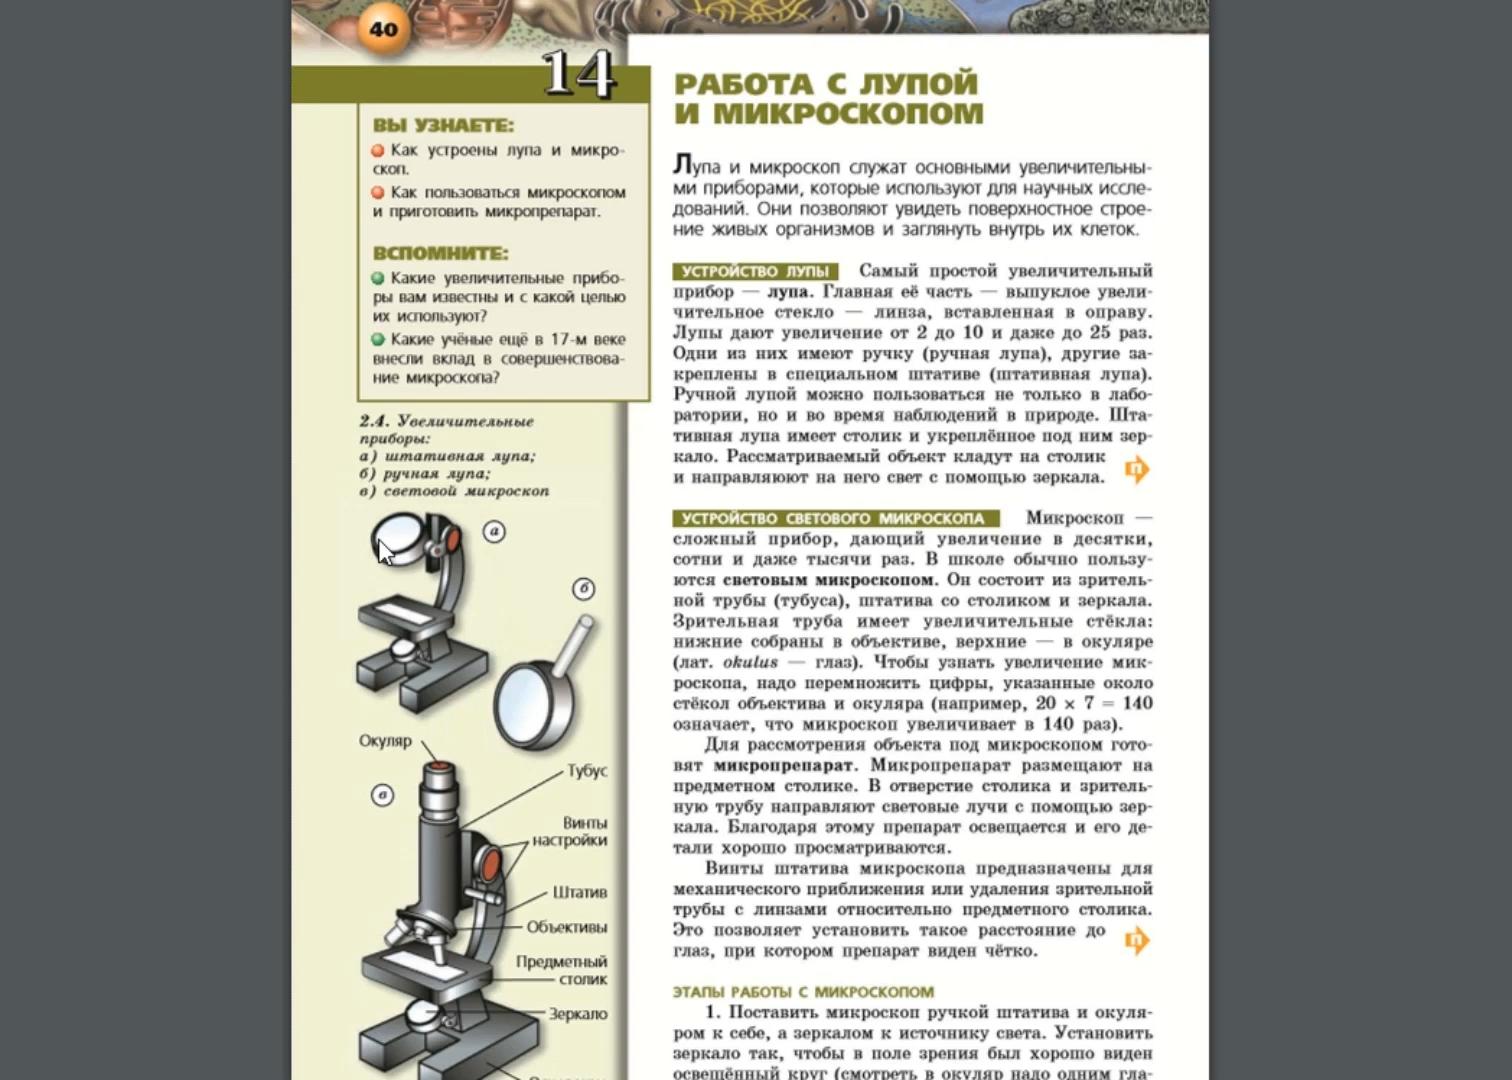 40
14
ВЫ УЗНАЕТЕ:
Как устроены лупа и микро-
скоп.
Как пользоваться микроскопом
и приготовить микропрепарат.
ВСПОМНИТЕ:
Какие увеличительные прибо-
ры вам известны и с какой целью
их используют?
Какие учёные ещё в 17-м веке
внесли вклад в совершенствова-
ние микроскопа?
2.4. Увеличительные
приборы:
а) штативная лупа;
б) ручная лупа;
в) световой микроскоп
а
б
Окуляр
в
Тубус
Винты
настройки
Штатив
Объективы
Предметный
столик
Зеркало
РАБОТА С ЛУПОЙ
И МИКРОСКОПОМ
Лупа и микроскоп служат основными увеличительны-
ми приборами, которые используют для научных иссле-
дований. Они позволяют увидеть поверхностное строе-
ние живых организмов и заглянуть внутрь их клеток.
УСТРОЙСТВО ЛУПЫ Самый простой увеличительный
прибор — лупа. Главная её часть — выпуклое увели-
чительное стекло — линза, вставленная в оправу.
Лупы дают увеличение от 2 до 10 и даже до 25 раз.
Одни из них имеют ручку (ручная лупа), другие за-
креплены в специальном штативе (штативная лупа).
Ручной лупой можно пользоваться не только в лабо-
ратории, но и во время наблюдений в природе. Шта-
тивная лупа имеет столик и укреплённое под ним зер-
кало. Рассматриваемый объект кладут на столик
и направляюют на него свет с помощью зеркала.
П
УСТРОЙСТВО СВЕТОВОГО МИКРОСКОПА Микроскоп —
сложный прибор, дающий увеличение в десятки,
сотни и даже тысячи раз. В школе обычно пользу-
ются световым микроскопом. Он состоит из зритель-
ной трубы (тубуса), штатива со столиком и зеркала.
Зрительная труба имеет увеличительные стёкла:
нижние собраны в объективе, верхние — в окуляре
(лат. okulus — глаз). Чтобы узнать увеличение мик-
роскопа, надо перемножить цифры, указанные около
стёкол объектива и окуляра (например, 20 × 7 = 140
означает, что микроскоп увеличивает в 140 раз).
Для рассмотрения объекта под микроскопом гото-
вят микропрепарат. Микропрепарат размещают на
предметном столике. В отверстие столика и зритель-
ную трубу направляют световые лучи с помощью зер-
кала. Благодаря этому препарат освещается и его де-
тали хорошо просматриваются.
Винты штатива микроскопа предназначены для
механического приближения или удаления зрительной
трубы с линзами относительно предметного столика.
Это позволяет установить такое расстояние до
глаз, при котором препарат виден чётко.
П
ЭТАПЫ РАБОТЫ С МИКРОСКОПОМ
1. Поставить микроскоп ручкой штатива и окуля-
ром к себе, а зеркалом к источнику света. Установить
зеркало так, чтобы в поле зрения был хорошо виден
освещённый круг (смотреть в окуляр надо одним гла-